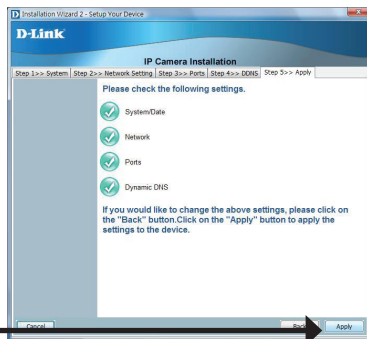 Installation Wizard 2 - Setup Your Device
D-Link
IP Camera Installation
Step 1>> System Step 2>> Network Setting Step 3>> Ports Step 4>> DDNS Step 5>> Apply
Please check the following settings.
System/Date
Network
Ports
Dynamic DNS
If you would like to change the above
settings, please click on
the "Back" button.Click on the "Apply" button to apply the
settings to the device.
Cancel Back Apply